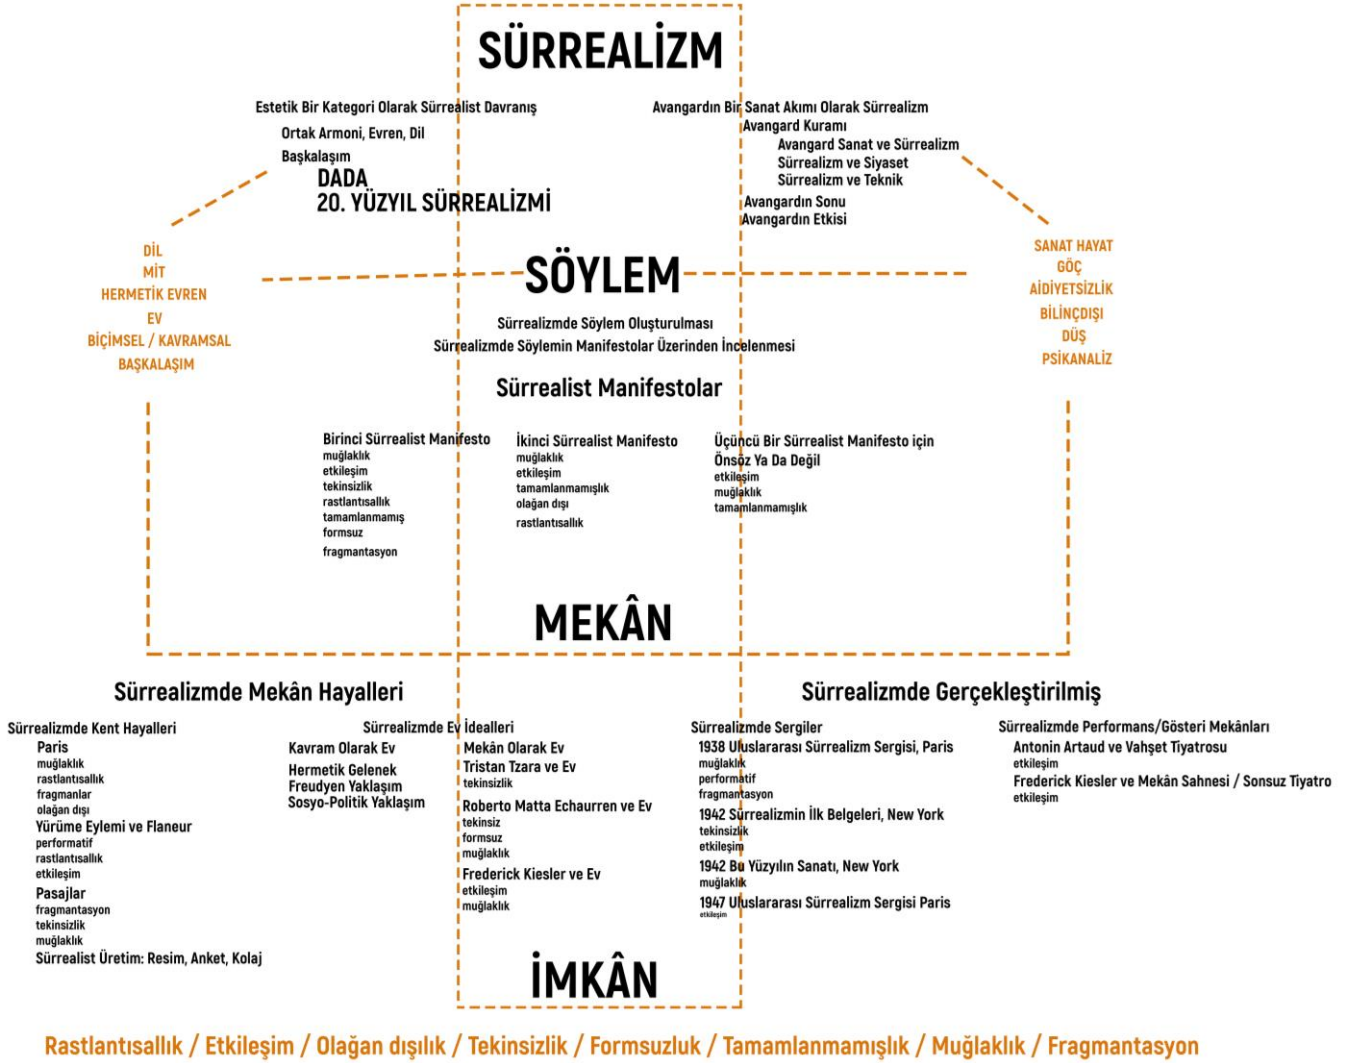 SÜRREALİZM
Estetik Bir Kategori Olarak Sürrealist Davranış
Ortak Armoni, Evren, Dil
Başkalaşım
DADA
20. YÜZYIL SÜRREALİZMİ
Avangardın Bir Sanat Akımı Olarak Sürrealizm
Avangard Kuramı
Avangard Sanat ve Sürrealizm
Sürrealizm ve Siyaset
Sürrealizm ve Teknik
Avangardın Sonu
Avangardın Etkisi
DİL
MİT
HERMETİK EVREN
EV
BİÇİMSEL / KAVRAMSAL
BAŞKALAŞIM
SÖYLEM
Sürrealizmde Söylem Oluşturulması
Sürrealizmde Söylemin Manifestolar Üzerinden İncelenmesi
SANAT HAYAT
GÖÇ
AİDİYETSİZLİK
BİLİNÇDIŞI
DÜŞ
PSİKANALİZ
Sürrealist Manifestolar
Birinci Sürrealist Manifesto
muğlaklık
etkileşim
tekinsizlik
rastlantısallık
tamamlanmamış
formsuz
fragmantasyon
İkinci Sürrealist Manifesto
muğlaklık
etkileşim
tamamlanmamışlık
olağan dışı
rastlantısallık
Üçüncü Bir Sürrealist Manifesto için
Önsöz Ya Da Değil
etkileşim
muğlaklık
tamamlanmamışlık
MEKÂN
Sürrealizmde Mekân Hayalleri
Sürrealizmde Kent Hayalleri
Paris
muğlaklık
rastlantısallık
fragmanlar
olağan dışı
Yürüme Eylemi ve Flaneur
performatif
rastlantısallık
etkileşim
Pasajlar
fragmantasyon
tekinsizlik
muğlaklık
Sürrealist Üretim: Resim, Anket, Kolaj
Sürrealizmde Ev İdealleri
Kavram Olarak Ev
Hermetik Gelenek
Freudyen Yaklaşım
Sosyo-Politik Yaklaşım
Mekân Olarak Ev
Tristan Tzara ve Ev
tekinsizlik
Roberto Matta Echaurren ve Ev
tekinsiz
formsuz
muğlaklık
Frederick Kiesler ve Ev
etkileşim
muğlaklık
Sürrealizmde Gerçekleştirilmiş
Sürrealizmde Sergiler
1938 Uluslararası Sürrealizm Sergisi, Paris
muğlaklık
performatif
fragmantasyon
1942 Sürrealizmin İlk Belgeleri, New York
tekinsizlik
etkileşim
1942 Bu Yüzyılın Sanatı, New York
muğlaklık
1947 Uluslararası Sürrealizm Sergisi Paris
etkileşim
Sürrealizmde Performans/Gösteri Mekânları
Antonin Artaud ve Vahşet Tiyatrosu
etkileşim
Frederick Kiesler ve Mekân Sahnesi / Sonsuz Tiyatro
etkileşim
İMKÂN
Rastlantısallık / Etkileşim / Olağan dışılık / Tekinsizlik / Formsuzluk / Tamamlanmamışlık / Muğlaklık / Fragmantasyon